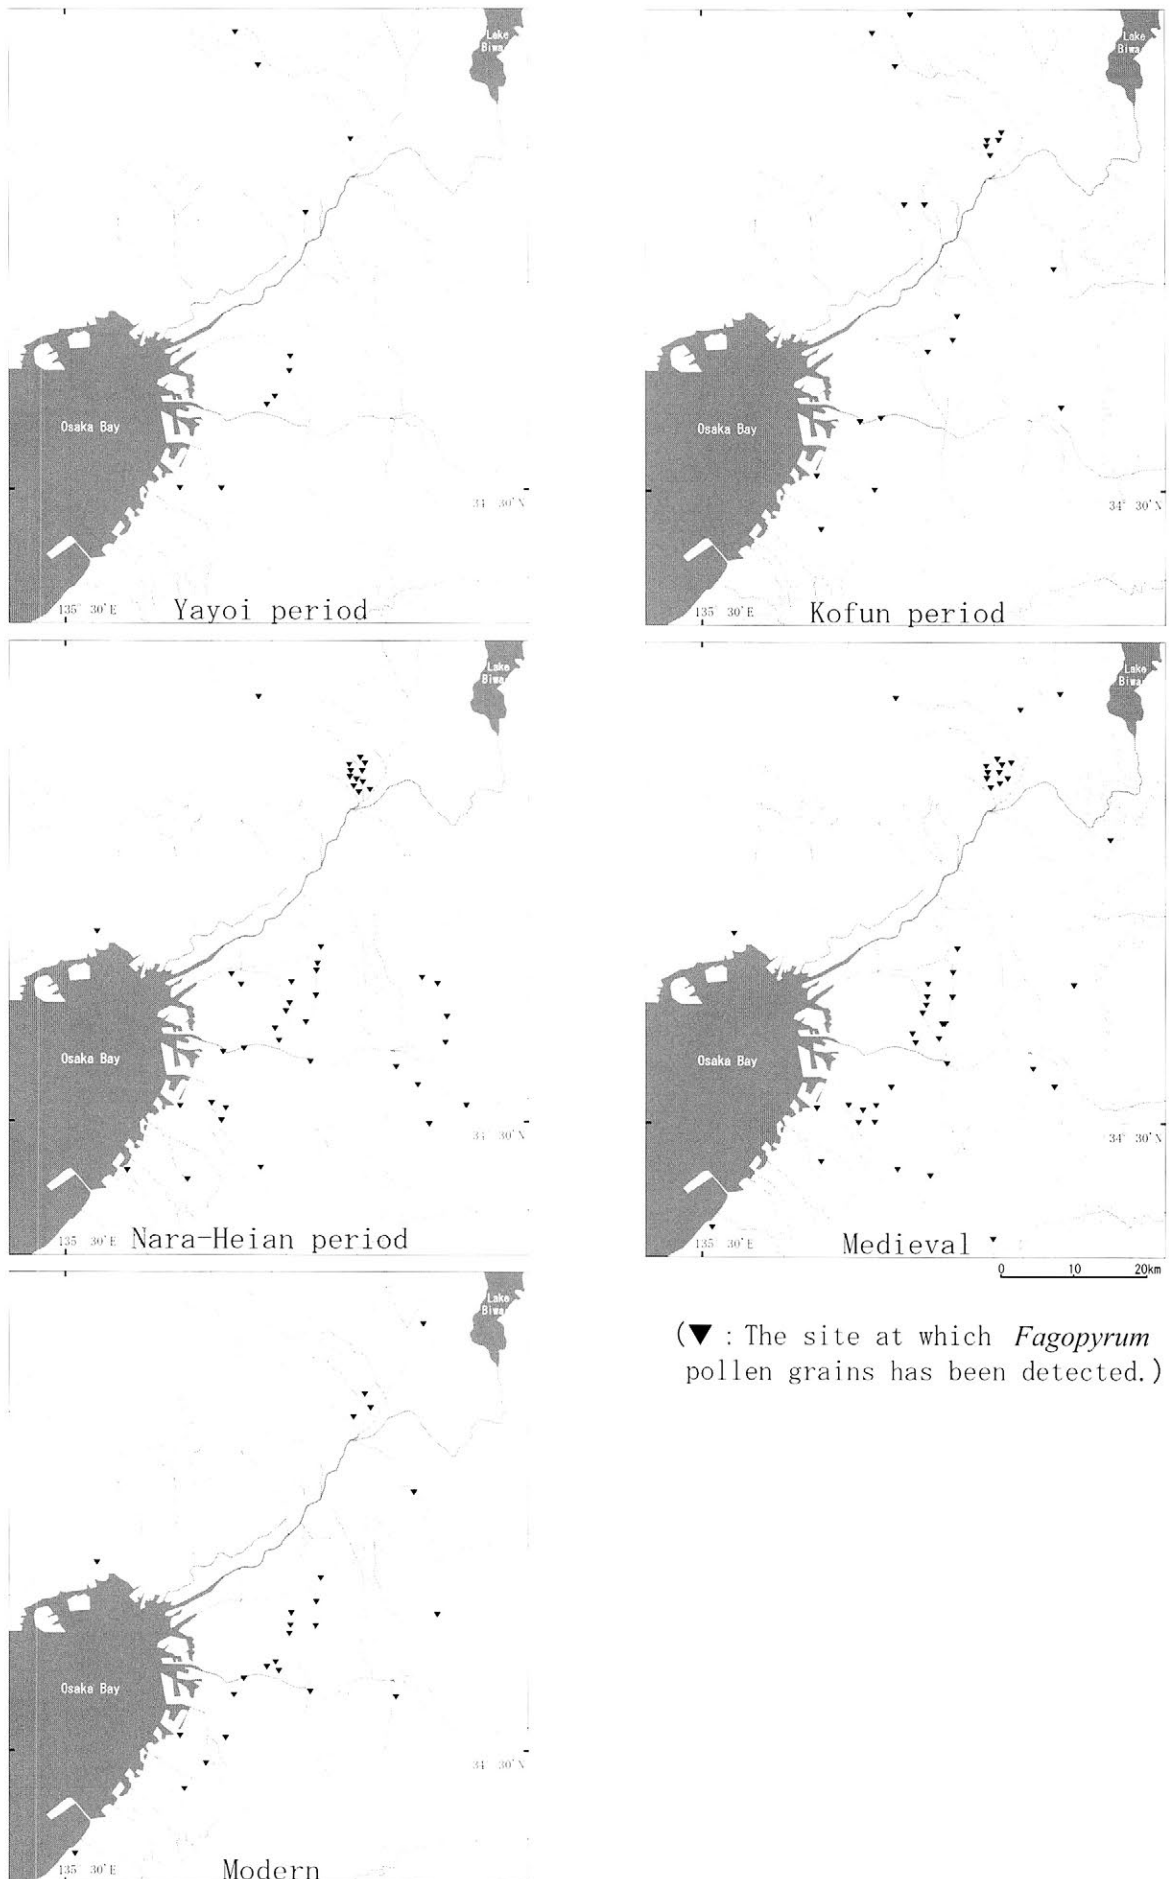 Lake
Biwa
Osaka Bay
34° 30'N
135° 30'E
Yayoi period
Lake
Biwa
Osaka Bay
34° 30'N
135° 30'E
Kofun period
Lake
Biwa
Osaka Bay
34° 30'N
135° 30'E
Nara-Heian period
Lake
Biwa
Osaka Bay
34° 30'N
135° 30'E
Medieval
0 10 20km
(▼ : The site at which Fagopyrum
pollen grains has been detected.)
Lake
Biwa
Osaka Bay
34° 30'N
135° 30'E
Modern